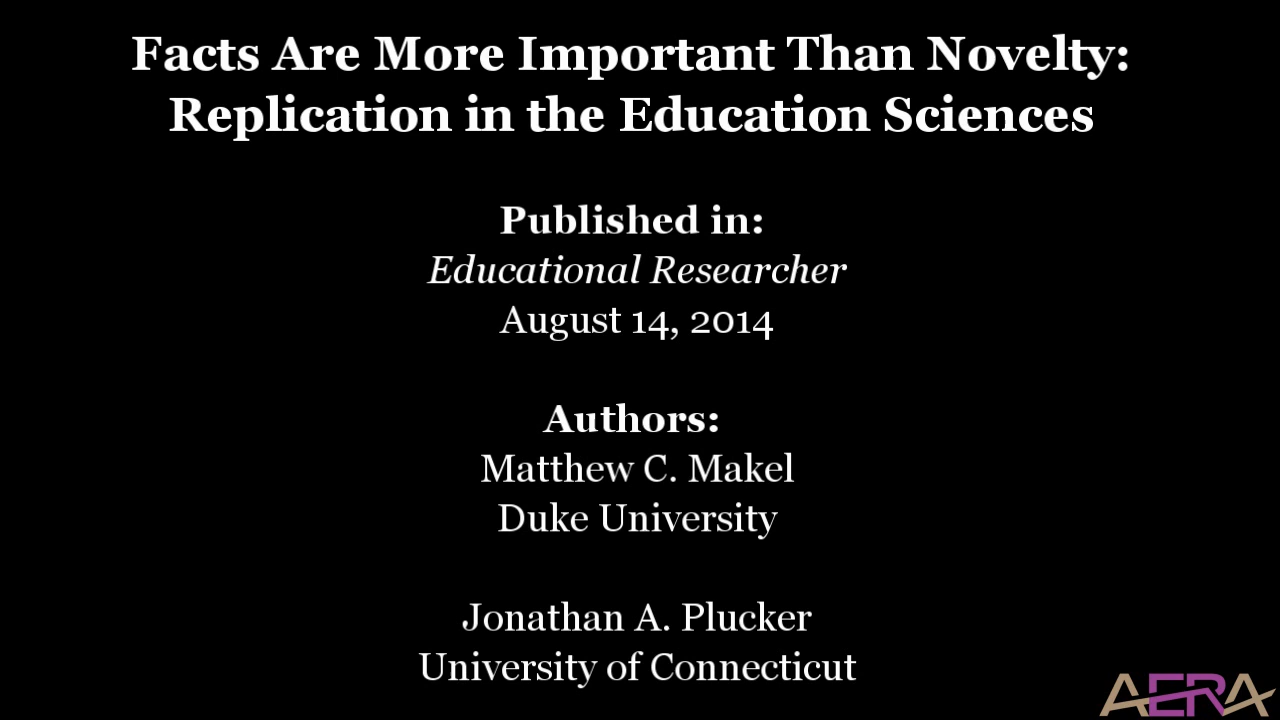 Facts Are More Important Than Novelty:
Replication in the Education Sciences
Published in:
Educational Researcher
August 14, 2014
Authors:
Matthew C. Makel
Duke University
Jonathan A. Plucker
University of Connecticut
AERA